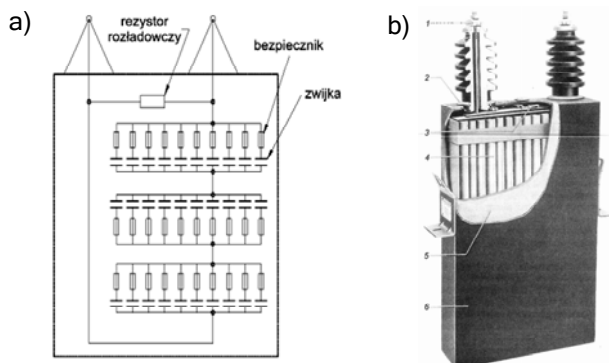 a)
rezystor
rozładowczy
bezpiecznik
zwijka
b)
1
2
3
4
5
6